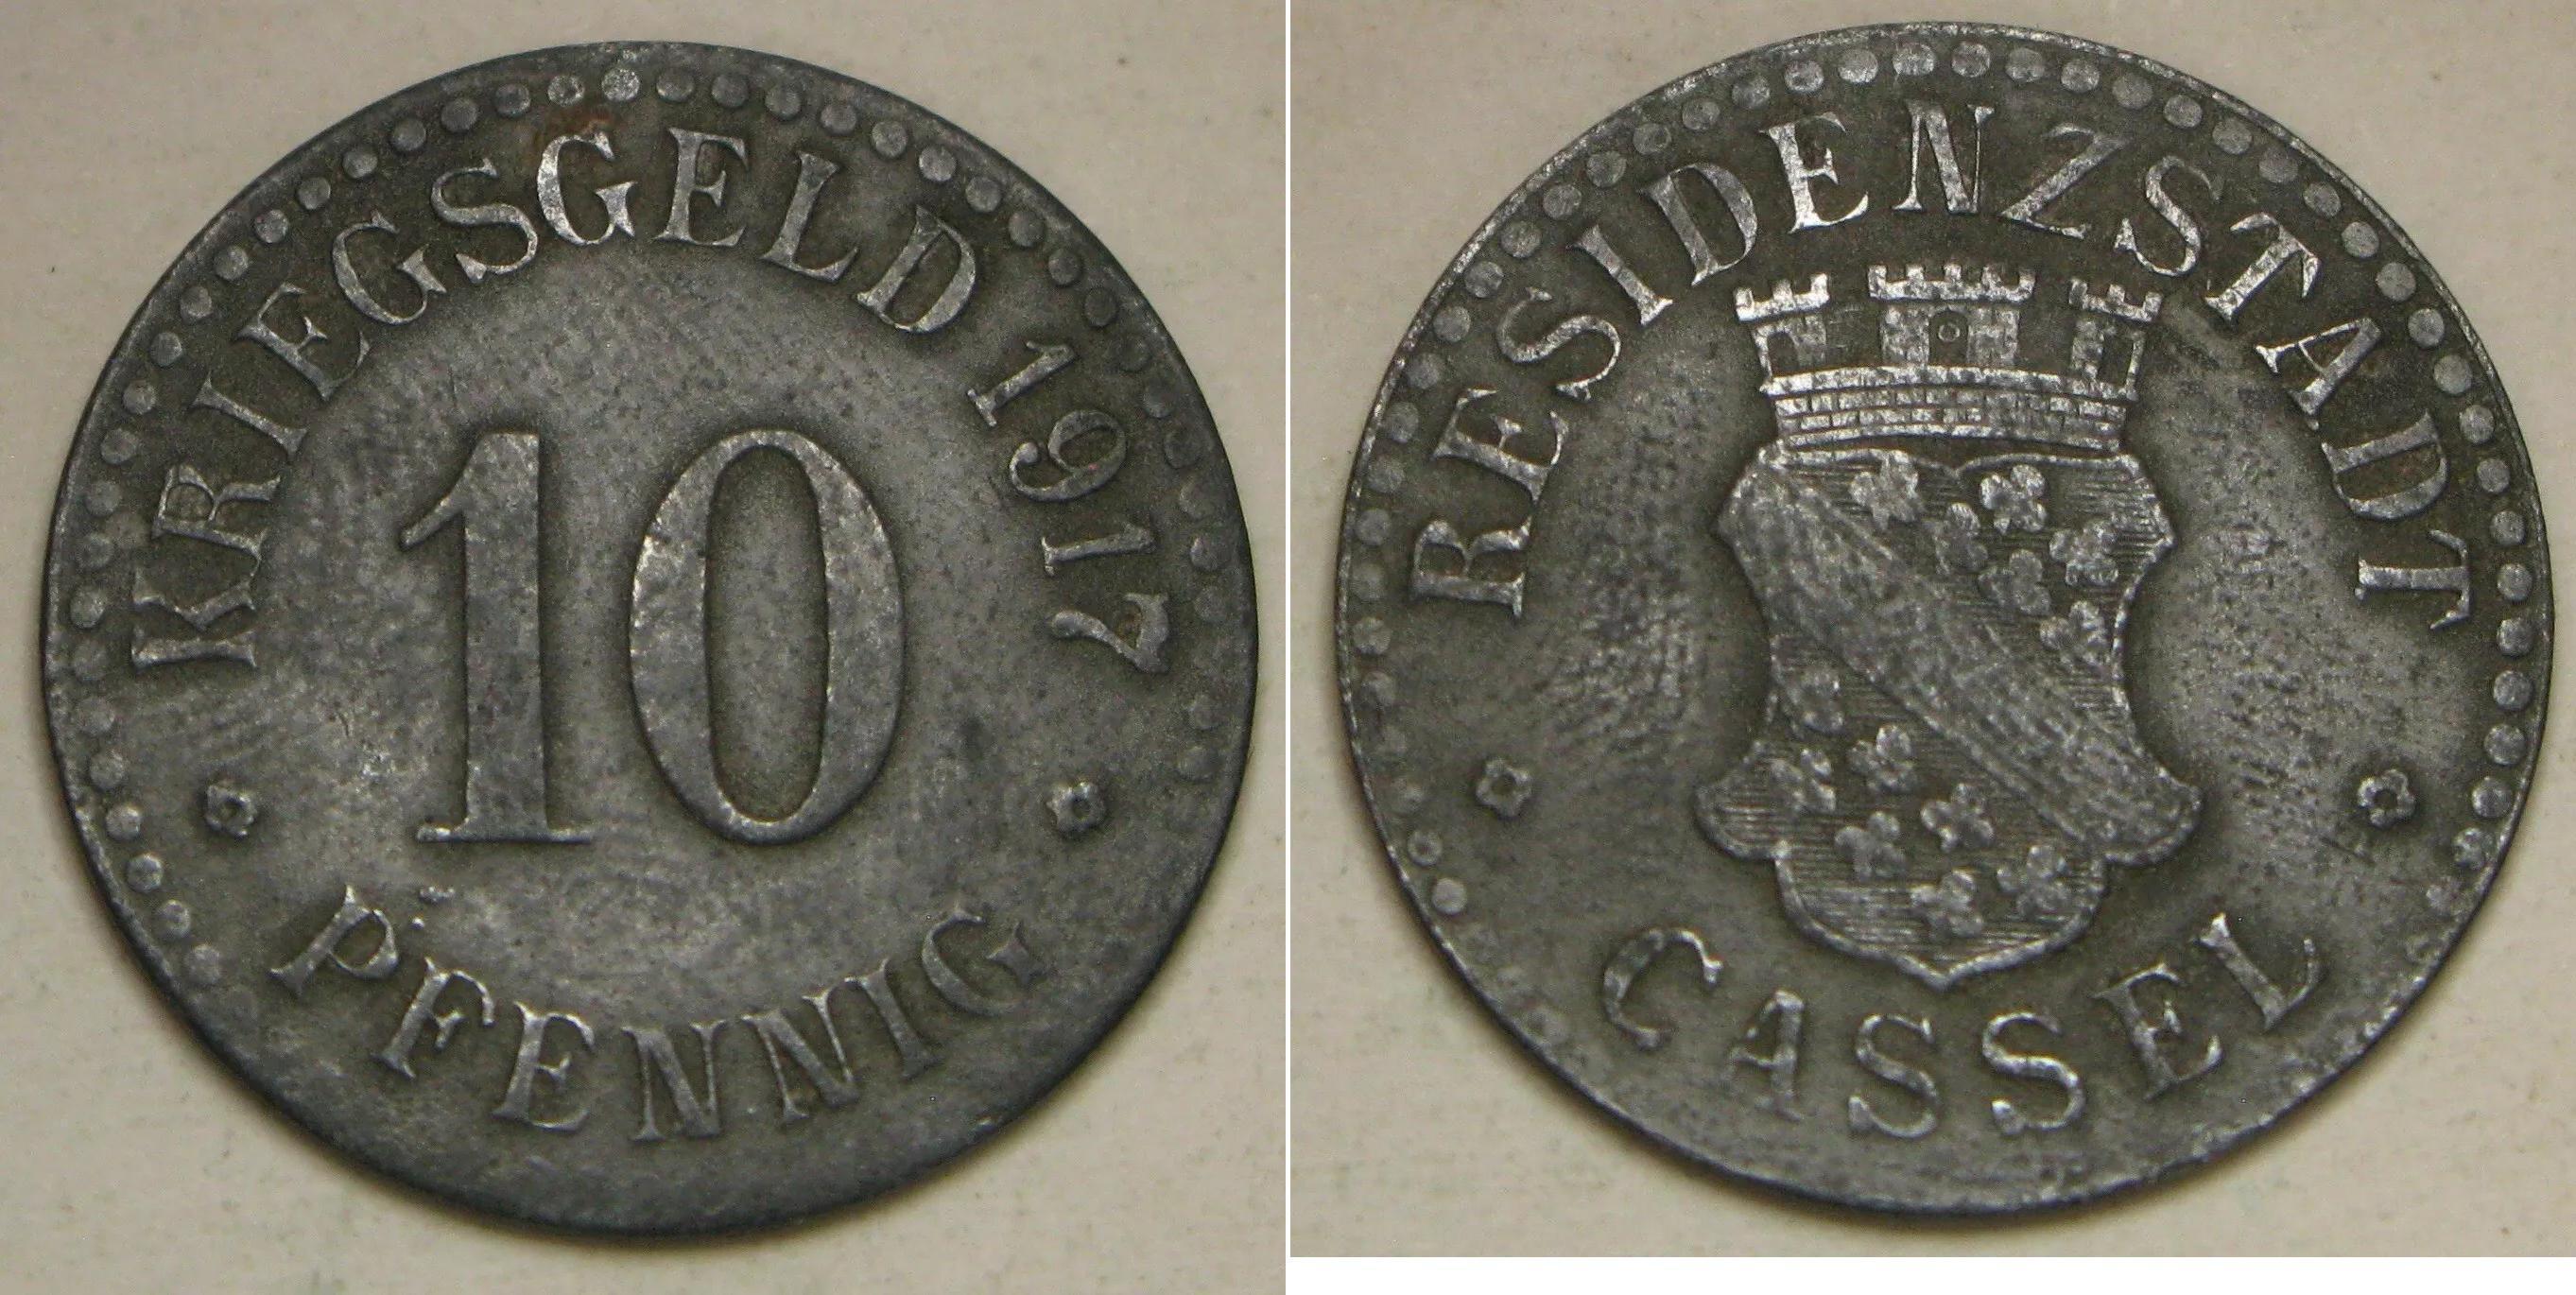 KRIEGSGELD 1917
10
PFENNIG
RESIDENZSTADT
CASSEL